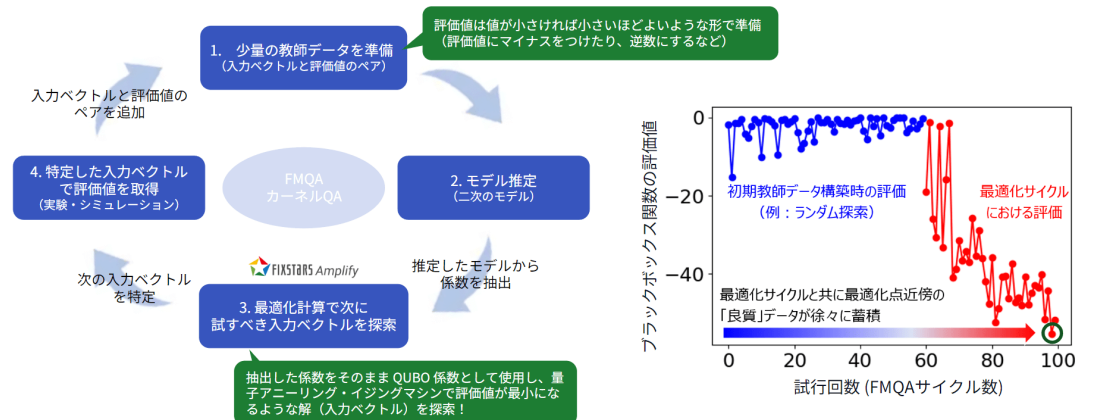 評価値は値が小さければ小さいほどよいような形で準備
（評価値にマイナスをつけたり、逆数にするなど）
1. 少量の教師データを準備
（入力ベクトルと評価値のペア）
入力ベクトルと評価値の
ペアを追加
4. 特定した入力ベクトル
で評価値を取得
（実験・シミュレーション）
FMQA
カーネルQA
2. モデル推定
（二次のモデル）
次の入力ベクトル
を特定
FIXSTARS Amplify
推定したモデルから
係数を抽出
3. 最適化計算で次に
試すべき入力ベクトルを探索
抽出した係数をそのまま QUBO 係数として使用し、量
子アニーリング・イジングマシンで評価値が最小にな
るような解（入力ベクトル）を探索！
ブラックボックス関数の評価値
0
−20
−40
初期教師データ構築時の評価
（例：ランダム探索）
最適化サイクル
における評価
最適化サイクルと共に最適化点近傍の
「良質」データが徐々に蓄積
0 20 40 60 80 100
試行回数 (FMQAサイクル数)